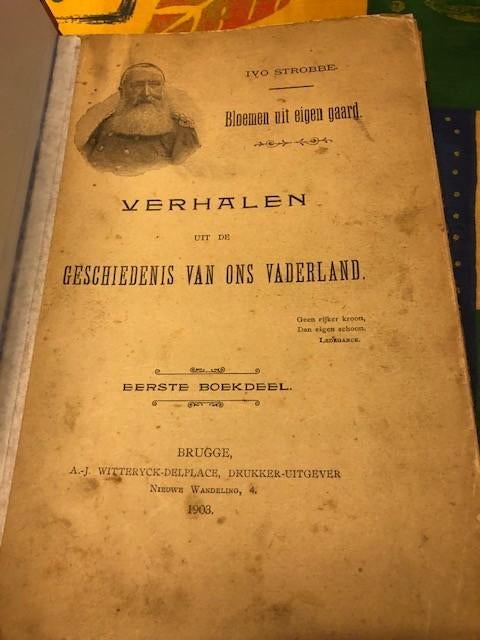 IVO STROBBE.
Bloemen uit eigen gaard.
VERHALEN
UIT DE
GESCHIEDENIS VAN ONS VADERLAND.
Geen rijker kroon,
Dan eigen schoon.
LEDEGANCK.
EERSTE BOEKDEEL.
BRUGGE,
A.-J. WITTERYCK-DELPLACE, DRUKKER-UITGEVER
NIEUWE WANDELING, 4.
1903.